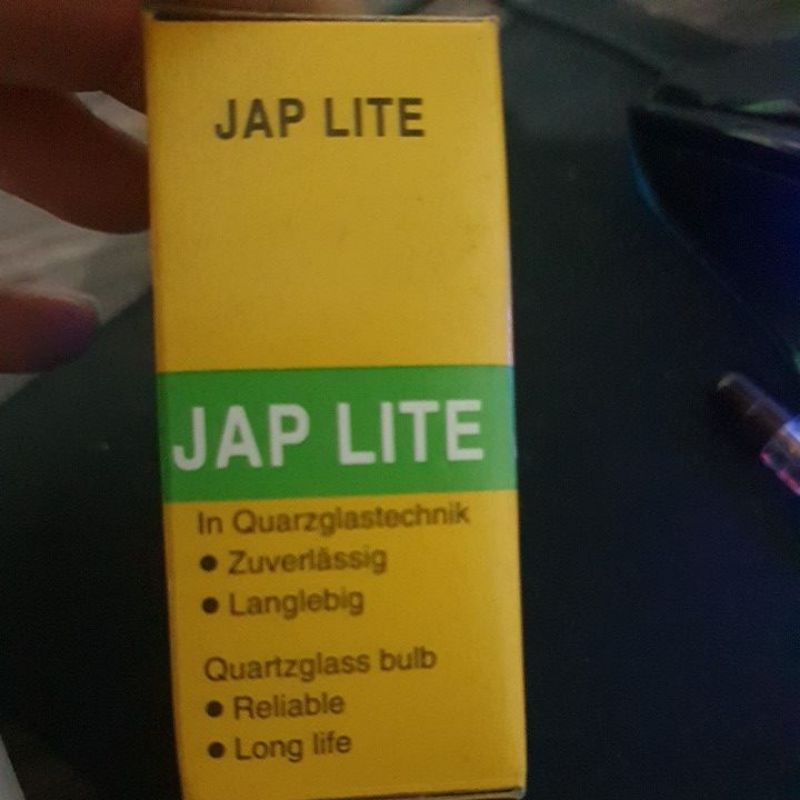 JAP LITE
JAP LITE
In Quarzglastechnik
● Zuverlässig
● Langlebig
Quartzglass bulb
● Reliable
● Long life